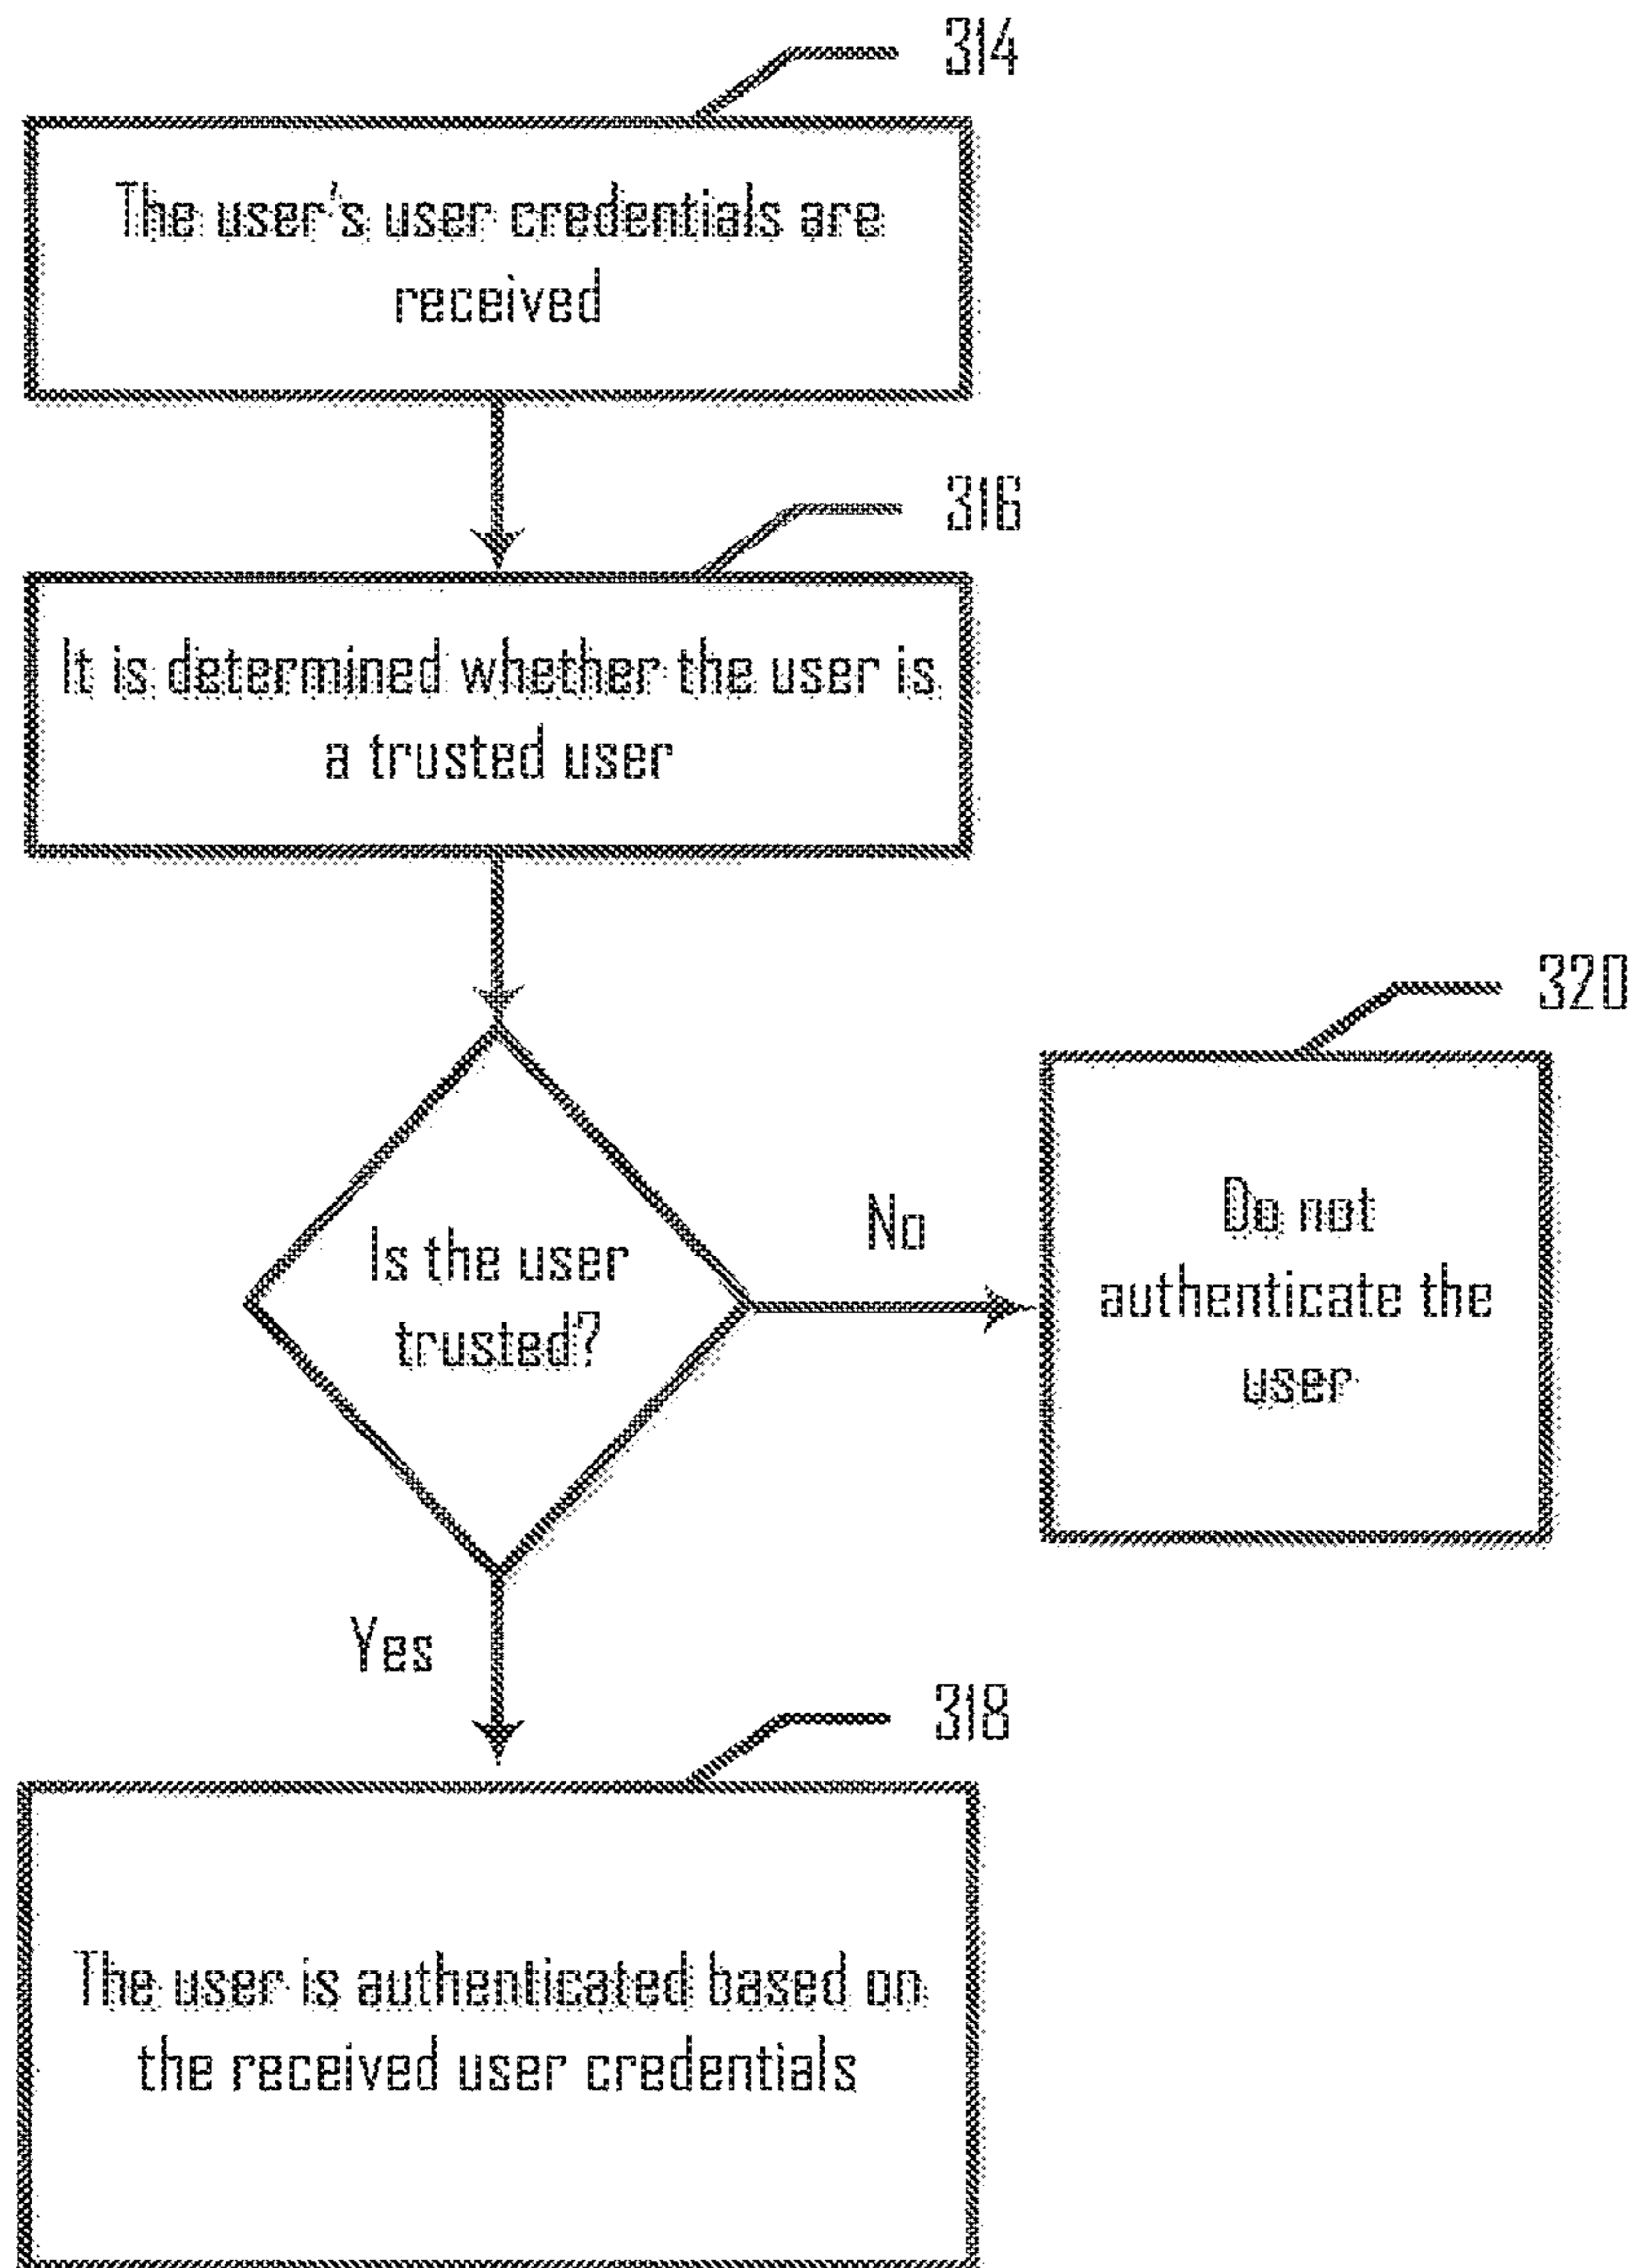 314
The user's user credentials are
received
316
It is determined whether the user is
a trusted user
320
Is the user
trusted?
No
Do not
authenticate the
user
Yes
318
The user is authenticated based on
the received user credentials